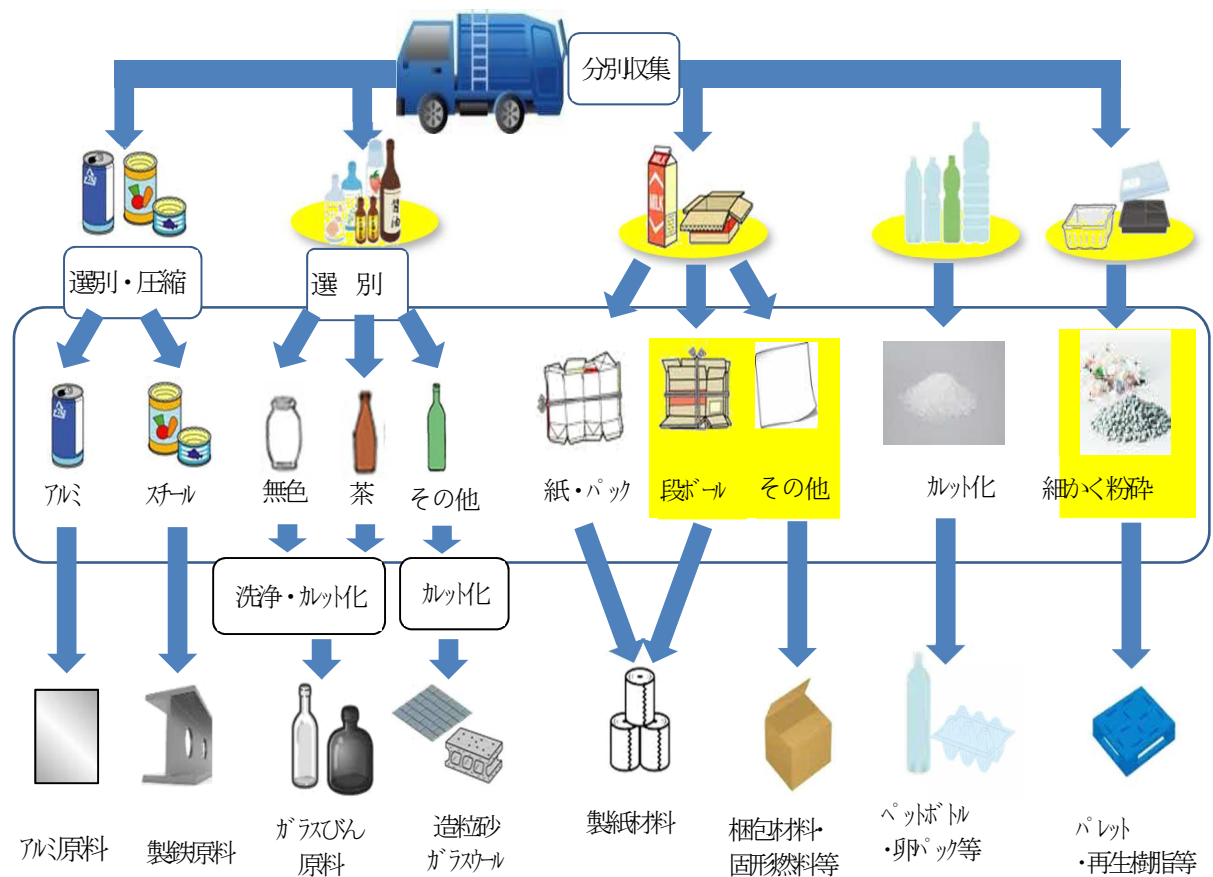 分別収集
MILK
醤油
選別・圧縮
選 別
アルミ
スチール
無色
茶
その他
紙・パック
段ボール
その他
カレット化
細かく粉砕
洗浄・カレット化
カレット化
アルミ原料
製鉄原料
ガラスびん
原料
造粒砂
ガラスウール
製紙材料
梱包材料・
固形燃料等
ペットボトル
・卵パック等
パレット
・再生樹脂等